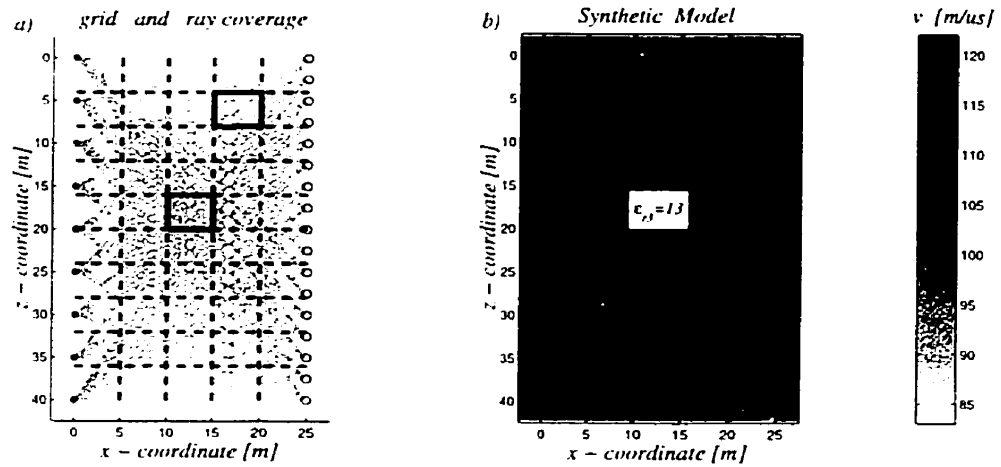 a) grid and ray coverage
0
5
10
15
20
25
30
35
40
z - coordinate [m]
0 5 10 15 20 25
x - coordinate [m]
b) Synthetic Model
0
5
10
15
20
25
30
35
40
z - coordinate [m]
εr3=13
0 5 10 15 20 25
x - coordinate [m]
v [m/us]
120
115
110
105
100
95
90
85